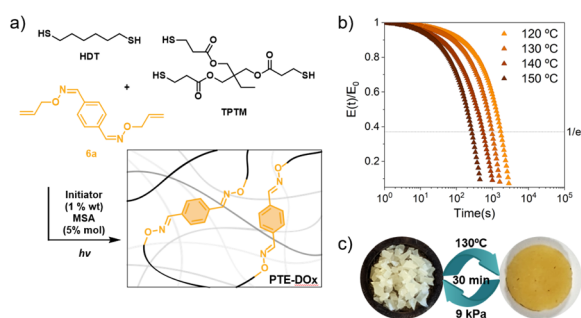 a)
HS
SH
HDT
+
HS
O
O
O
O
SH
O
O
SH
TPTM
O
N
N
O
6a
Initiator
(1 % wt)
MSA
(5% mol)
hν
O
N
N
O
O
N
N
O
PTE-DOx
b)
E(t)/E0
1
0.8
0.6
0.4
0.2
120 ºC
130 ºC
140 ºC
150 ºC
1/e
10^0 10^1 10^2 10^3 10^4 10^5
Time(s)
c)
130ºC
30 min
9 kPa